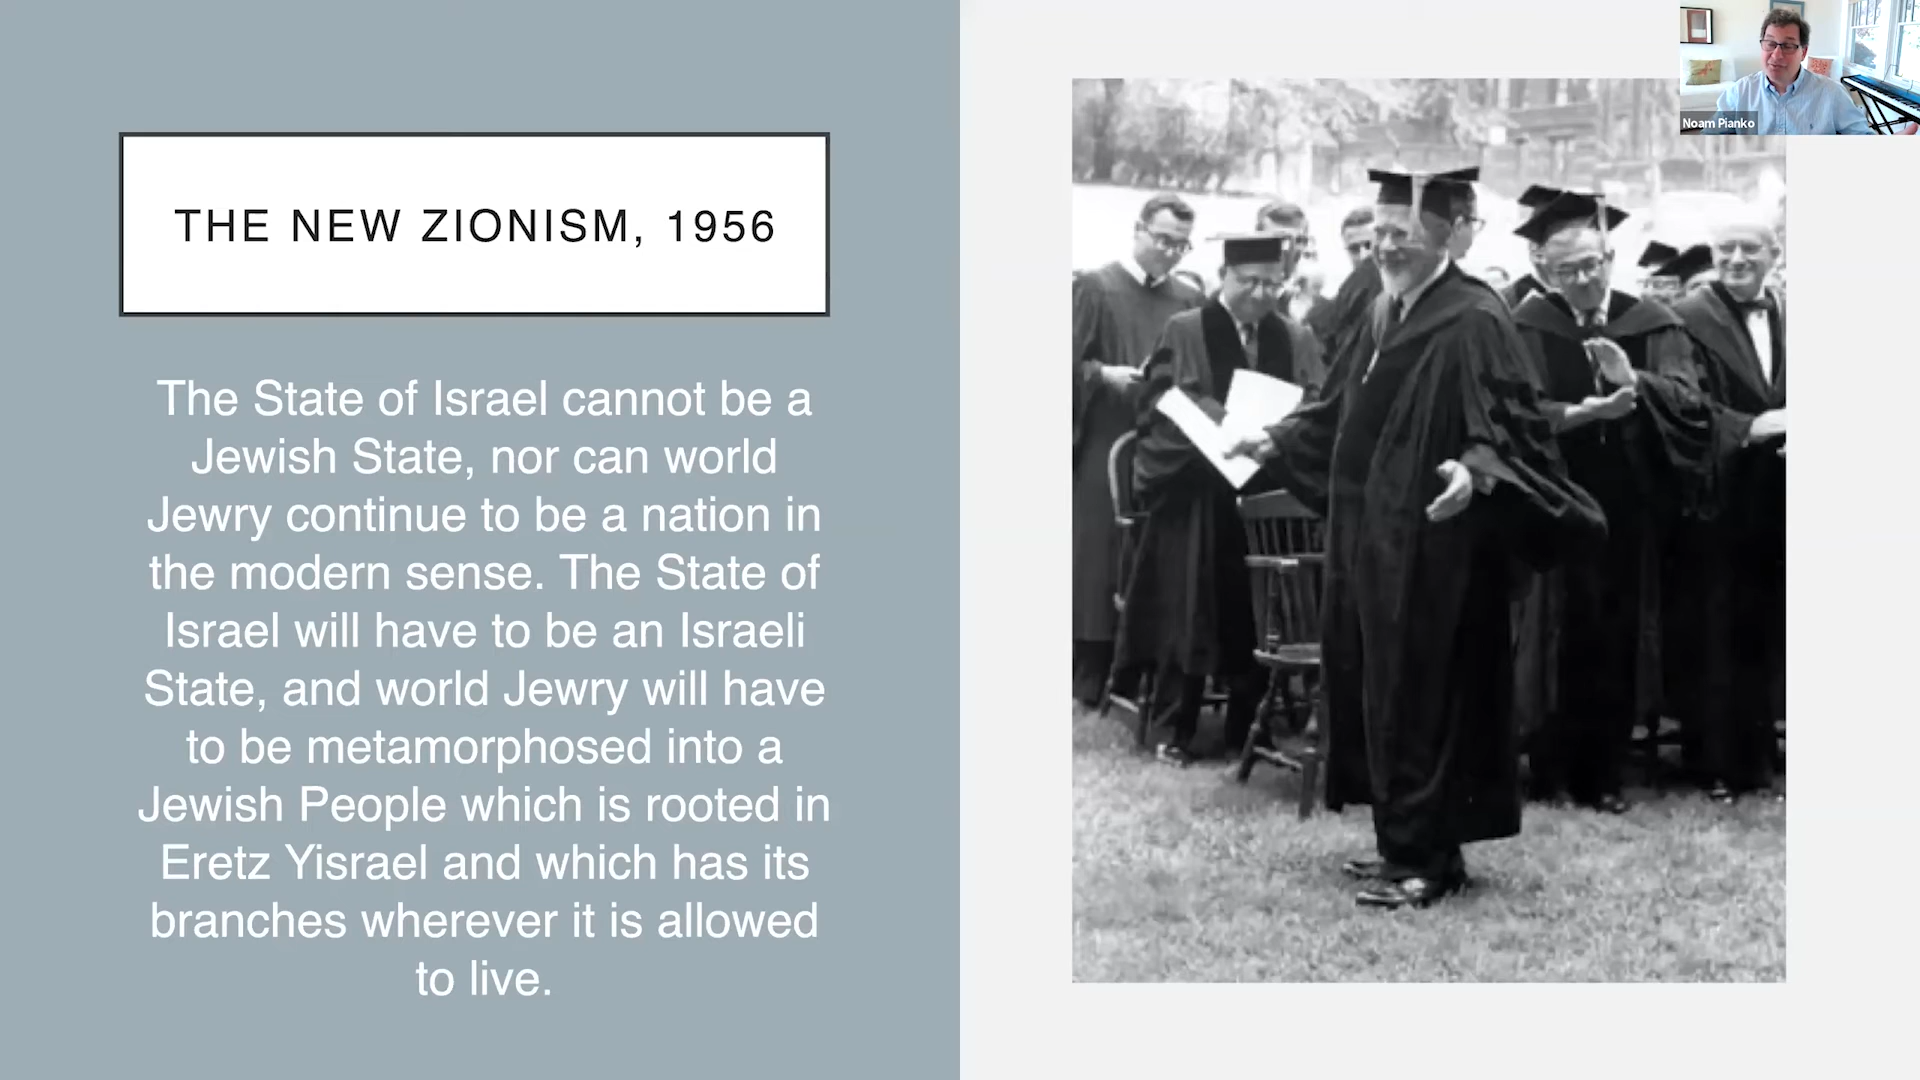 THE NEW ZIONISM, 1956
The State of Israel cannot be a
Jewish State, nor can world
Jewry continue to be a nation in
the modern sense. The State of
Israel will have to be an Israeli
State, and world Jewry will have
to be metamorphosed into a
Jewish People which is rooted in
Eretz Yisrael and which has its
branches wherever it is allowed
to live.
Noam Pianko